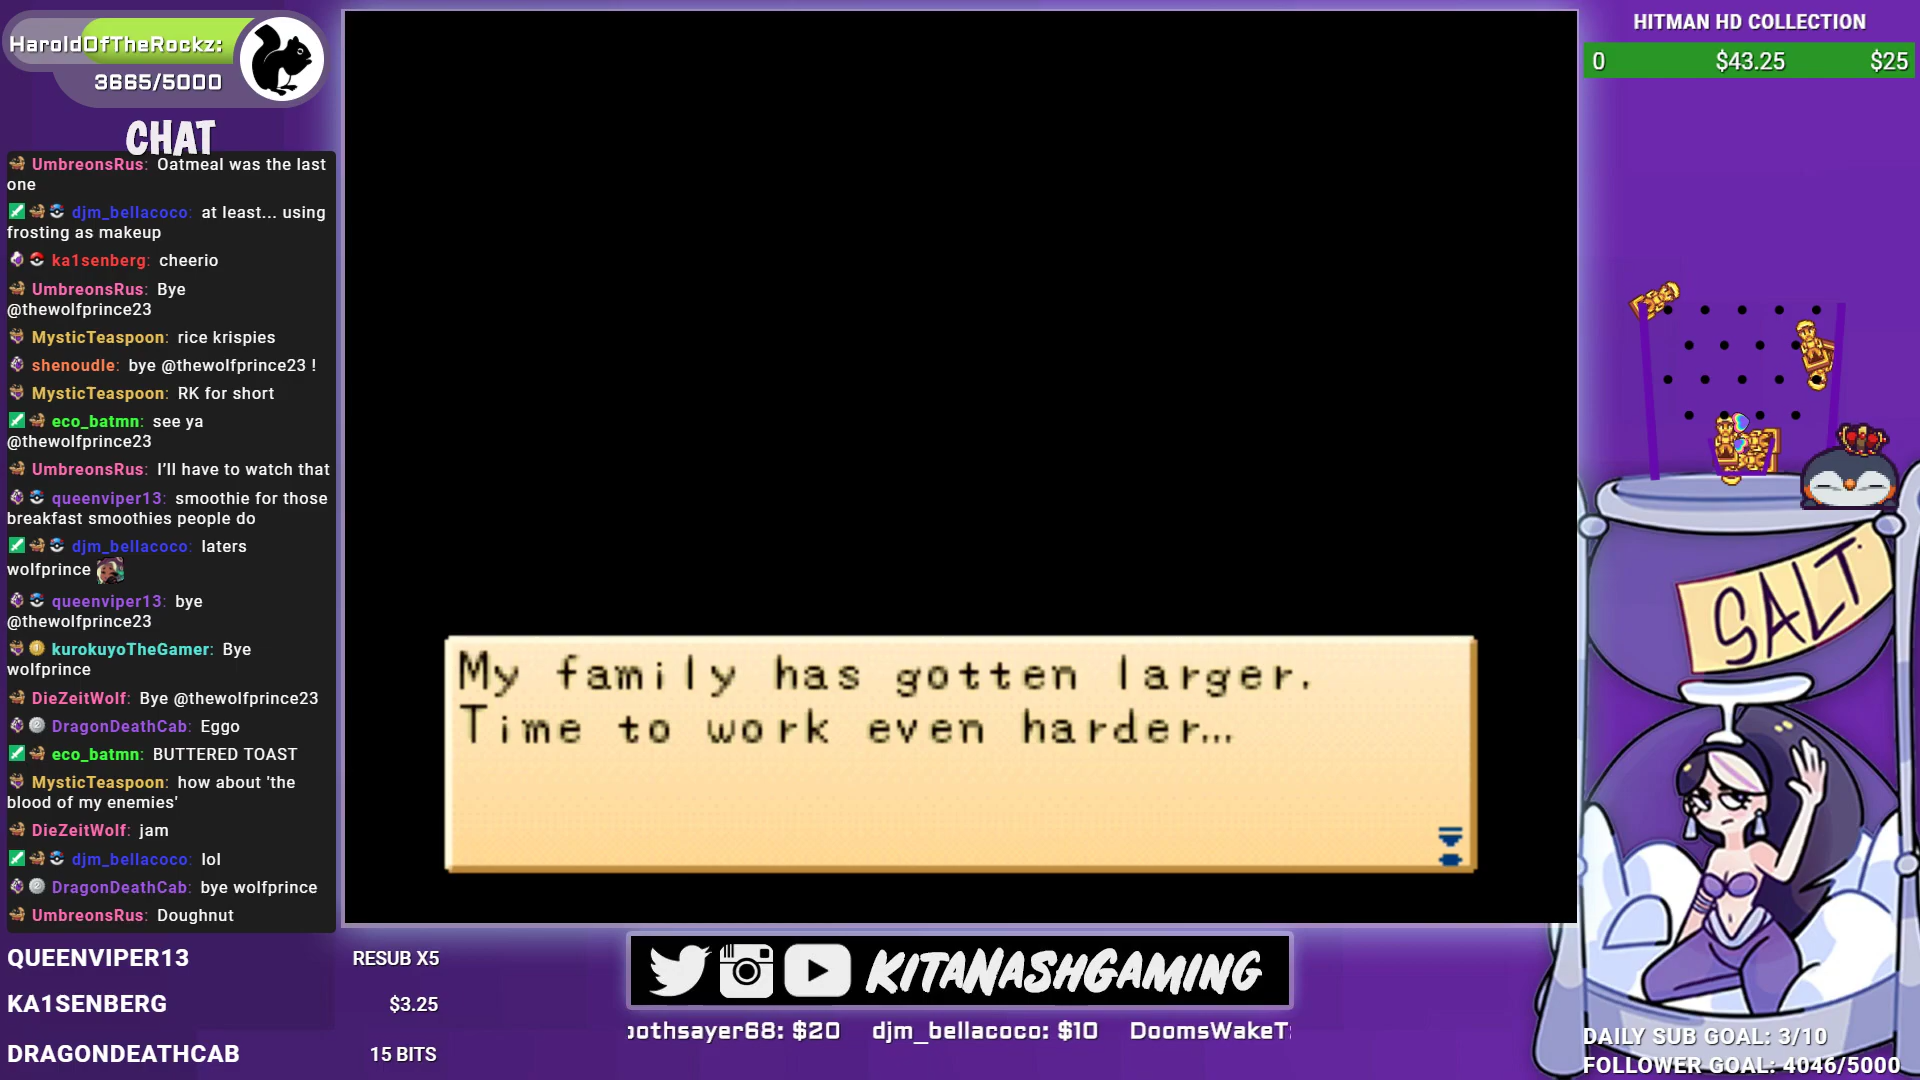 HaroldOfTheRockz:
3665/5000
CHAT
UmbreonsRus: Oatmeal was the last
one
djm_bellacoco: at least... using
frosting as makeup
ka1senberg: cheerio
UmbreonsRus: Bye
@thewolfprince23
MysticTeaspoon: rice krispies
shenoudle: bye @thewolfprince23 !
MysticTeaspoon: RK for short
eco_batmn: see ya
@thewolfprince23
UmbreonsRus: I'll have to watch that
queenviper13: smoothie for those
breakfast smoothies people do
djm_bellacoco: laters
wolfprince
queenviper13: bye
@thewolfprince23
kurokuyoTheGamer: Bye
wolfprince
DieZeitWolf: Bye @thewolfprince23
DragonDeathCab: Eggo
eco_batmn: BUTTERED TOAST
MysticTeaspoon: how about 'the
blood of my enemies'
DieZeitWolf: jam
djm_bellacoco: lol
DragonDeathCab: bye wolfprince
UmbreonsRus: Doughnut
QUEENVIPER13 RESUB X5
KA1SENBERG $3.25
DRAGONDEATHCAB 15 BITS
My family has gotten larger.
Time to work even harder…
KITANASHGAMING
othsayer68: $20 djm_bellacoco: $10 DoomsWakeT
HITMAN HD COLLECTION
0 $43.25 $25
SALT
DAILY SUB GOAL: 3/10
FOLLOWER GOAL: 4046/5000